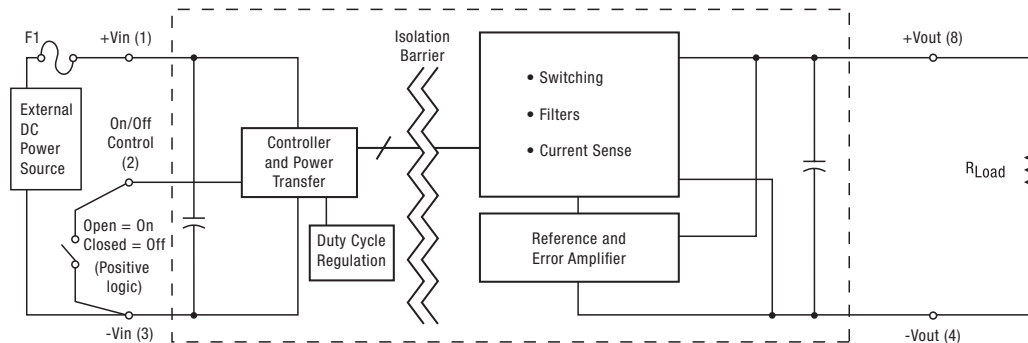 F1
+Vin (1)
External
DC
Power
Source
On/Off
Control
(2)
Open = On
Closed = Off
(Positive
logic)
-Vin (3)
Controller
and Power
Transfer
Duty Cycle
Regulation
Isolation
Barrier
• Switching
• Filters
• Current Sense
Reference and
Error Amplifier
+Vout (8)
RLoad
-Vout (4)